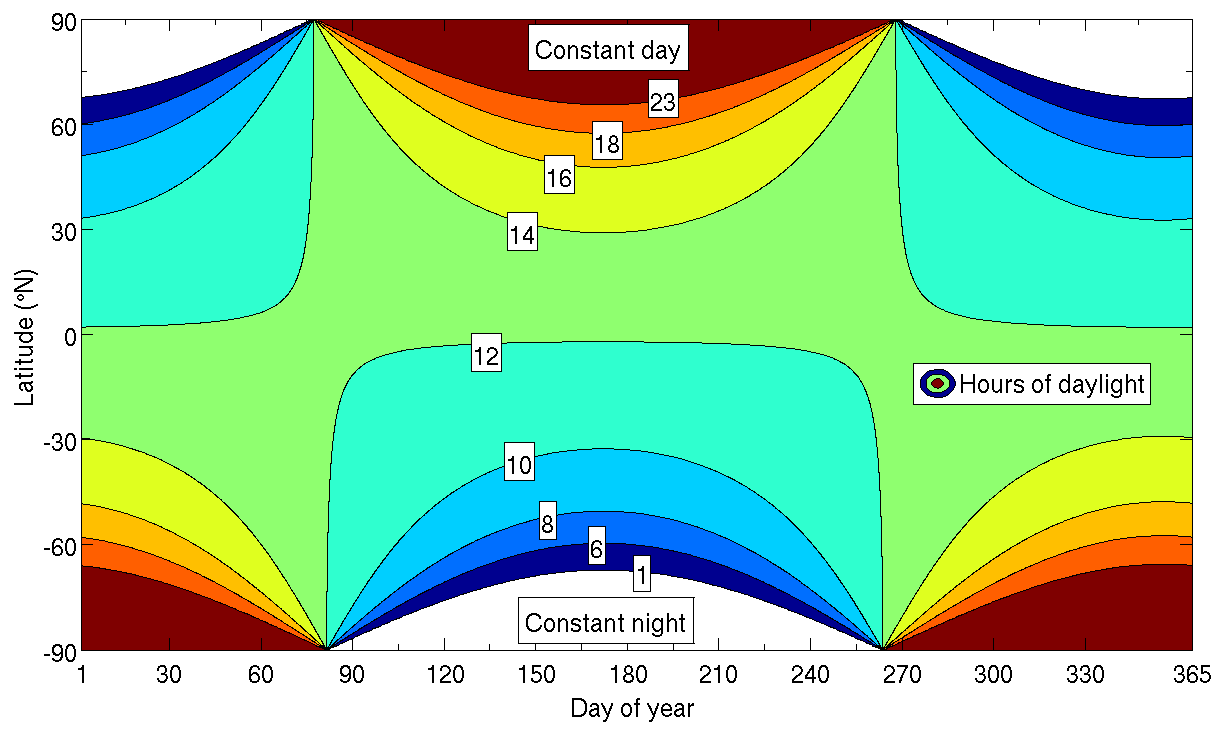 90
60
30
0
-30
-60
-90
Latitude (°N)
Constant day
23
18
16
14
12
Hours of daylight
10
8
6
1
Constant night
1 30 60 90 120 150 180 210 240 270 300 330 365
Day of year